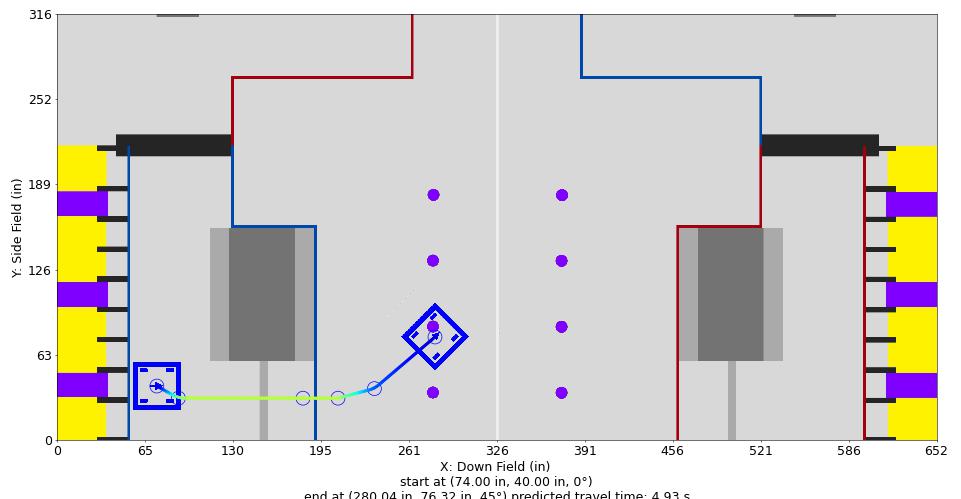 316
252
189
126
63
0
Y: Side Field (in)
0 65 130 195 261 326 391 456 521 586 652
X: Down Field (in)
start at (74.00 in, 40.00 in, 0°)
end at (280.04 in, 76.32 in, 45°) predicted travel time: 4.93 s